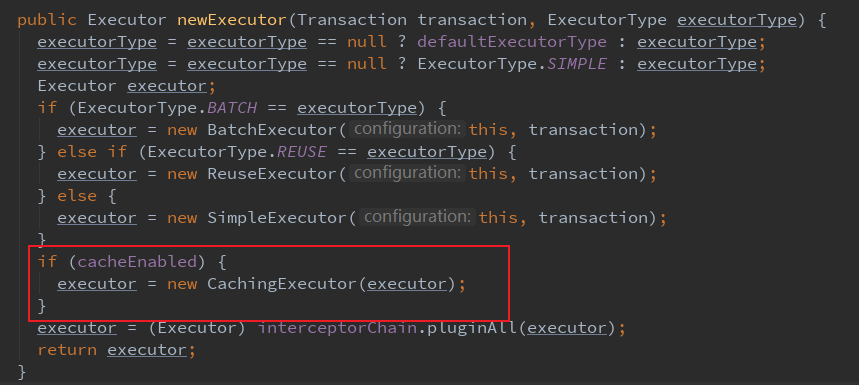 public Executor newExecutor(Transaction transaction, ExecutorType executorType) {
executorType = executorType == null ? defaultExecutorType : executorType;
executorType = executorType == null ? ExecutorType.SIMPLE : executorType;
Executor executor;
if (ExecutorType.BATCH == executorType) {
executor = new BatchExecutor( configuration: this, transaction);
} else if (ExecutorType.REUSE == executorType) {
executor = new ReuseExecutor( configuration: this, transaction);
} else {
executor = new SimpleExecutor( configuration: this, transaction);
}
if (cacheEnabled) {
executor = new CachingExecutor(executor);
}
executor = (Executor) interceptorChain.pluginAll(executor);
return executor;
}